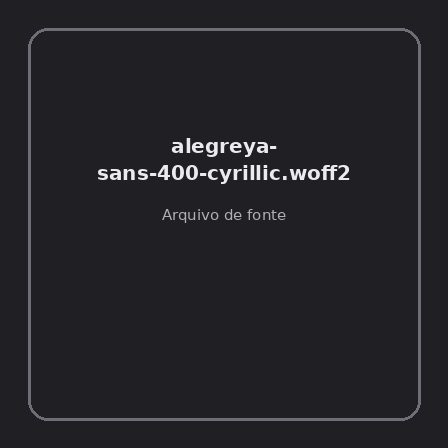 alegreya-
sans-400-cyrillic.woff2
Arquivo de fonte